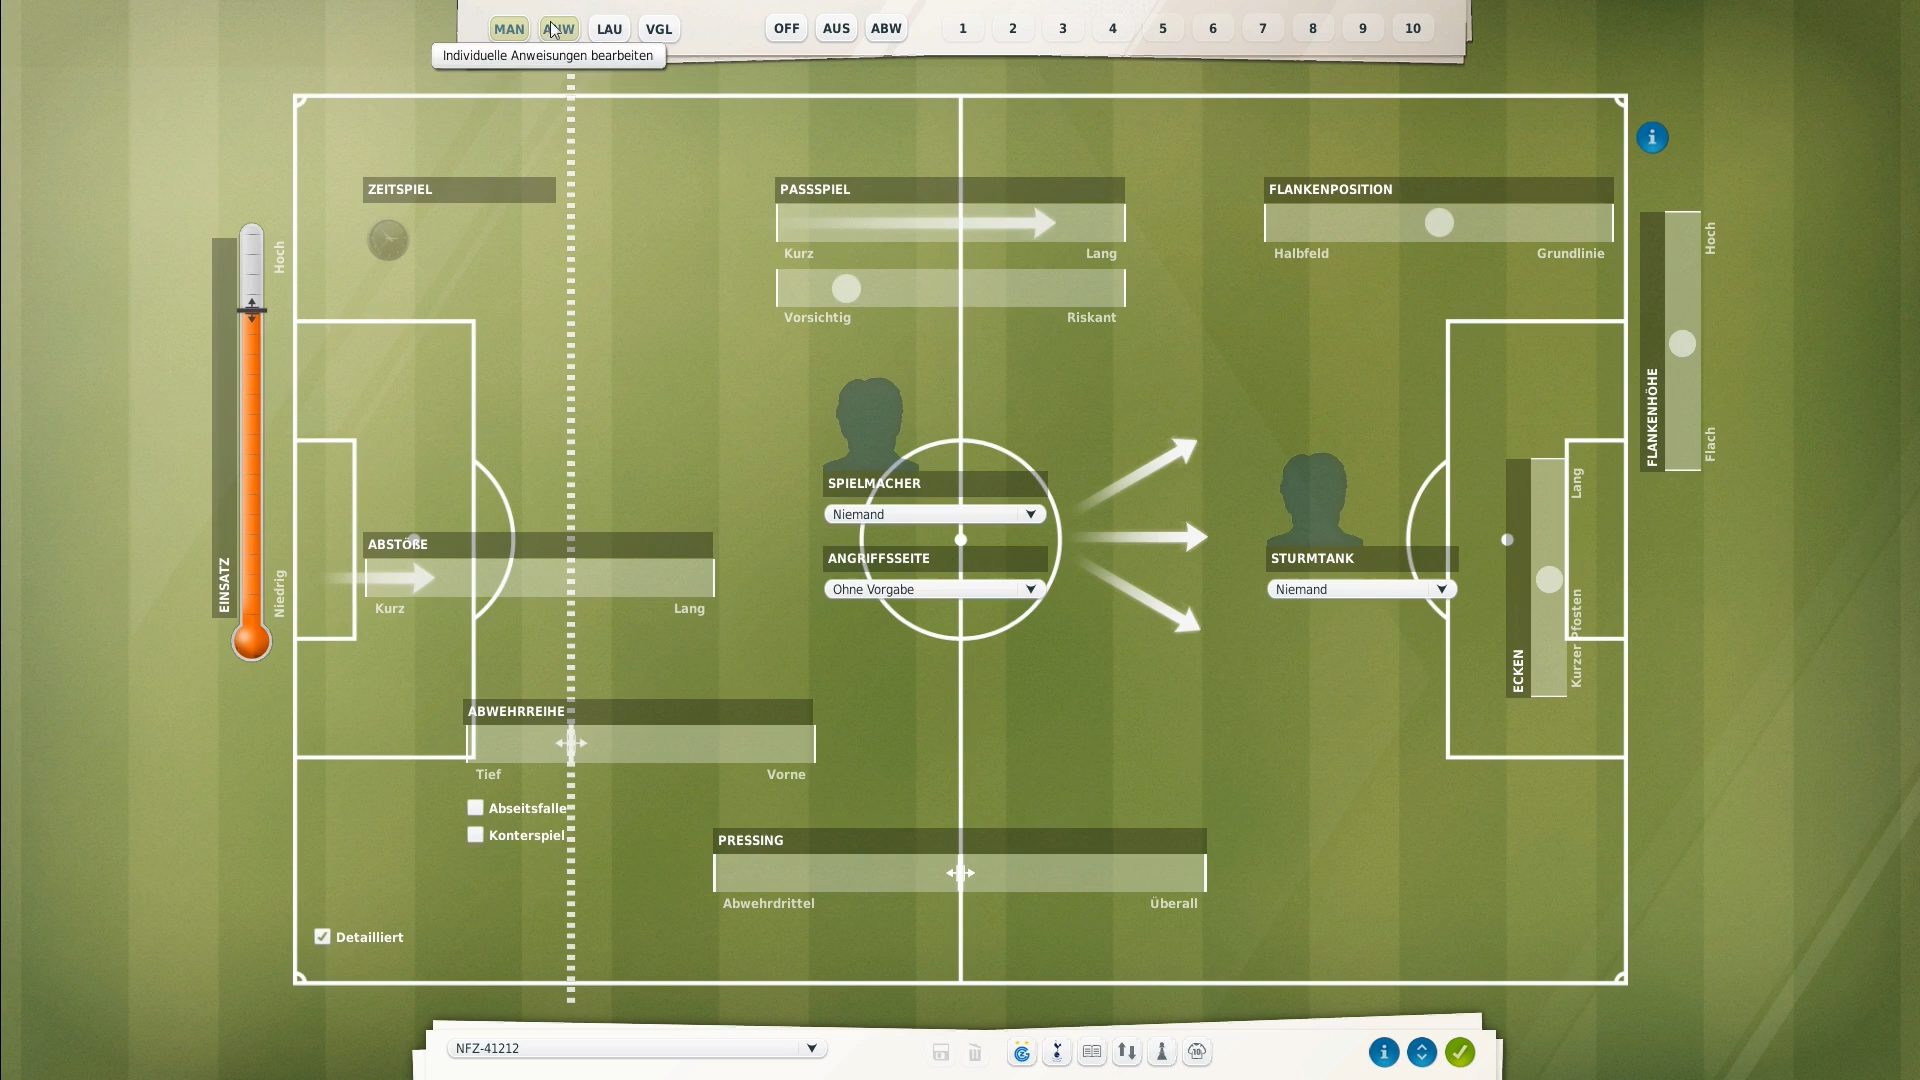 MAN ANW LAU VGL OFF AUS ABW 1 2 3 4 5 6 7 8 9 10
Individuelle Anweisungen bearbeiten
ZEITSPIEL
PASSSPIEL
Kurz Lang
Vorsichtig Riskant
FLANKENPOSITION
Halbfeld Grundlinie
FLANKENHÖHE
Hoch
Flach
EINSATZ
Hoch
Niedrig
SPIELMACHER
Niemand
ANGRIFFSSEITE
Ohne Vorgabe
STURMTANK
Niemand
ABSTÖßE
Kurz Lang
ECKEN
Lang
Kurzer Pfosten
ABWEHRREIHE
Tief Vorne
Abseitsfalle
Konterspiel
PRESSING
Abwehrdrittel Überall
Detailliert
NFZ-41212
10